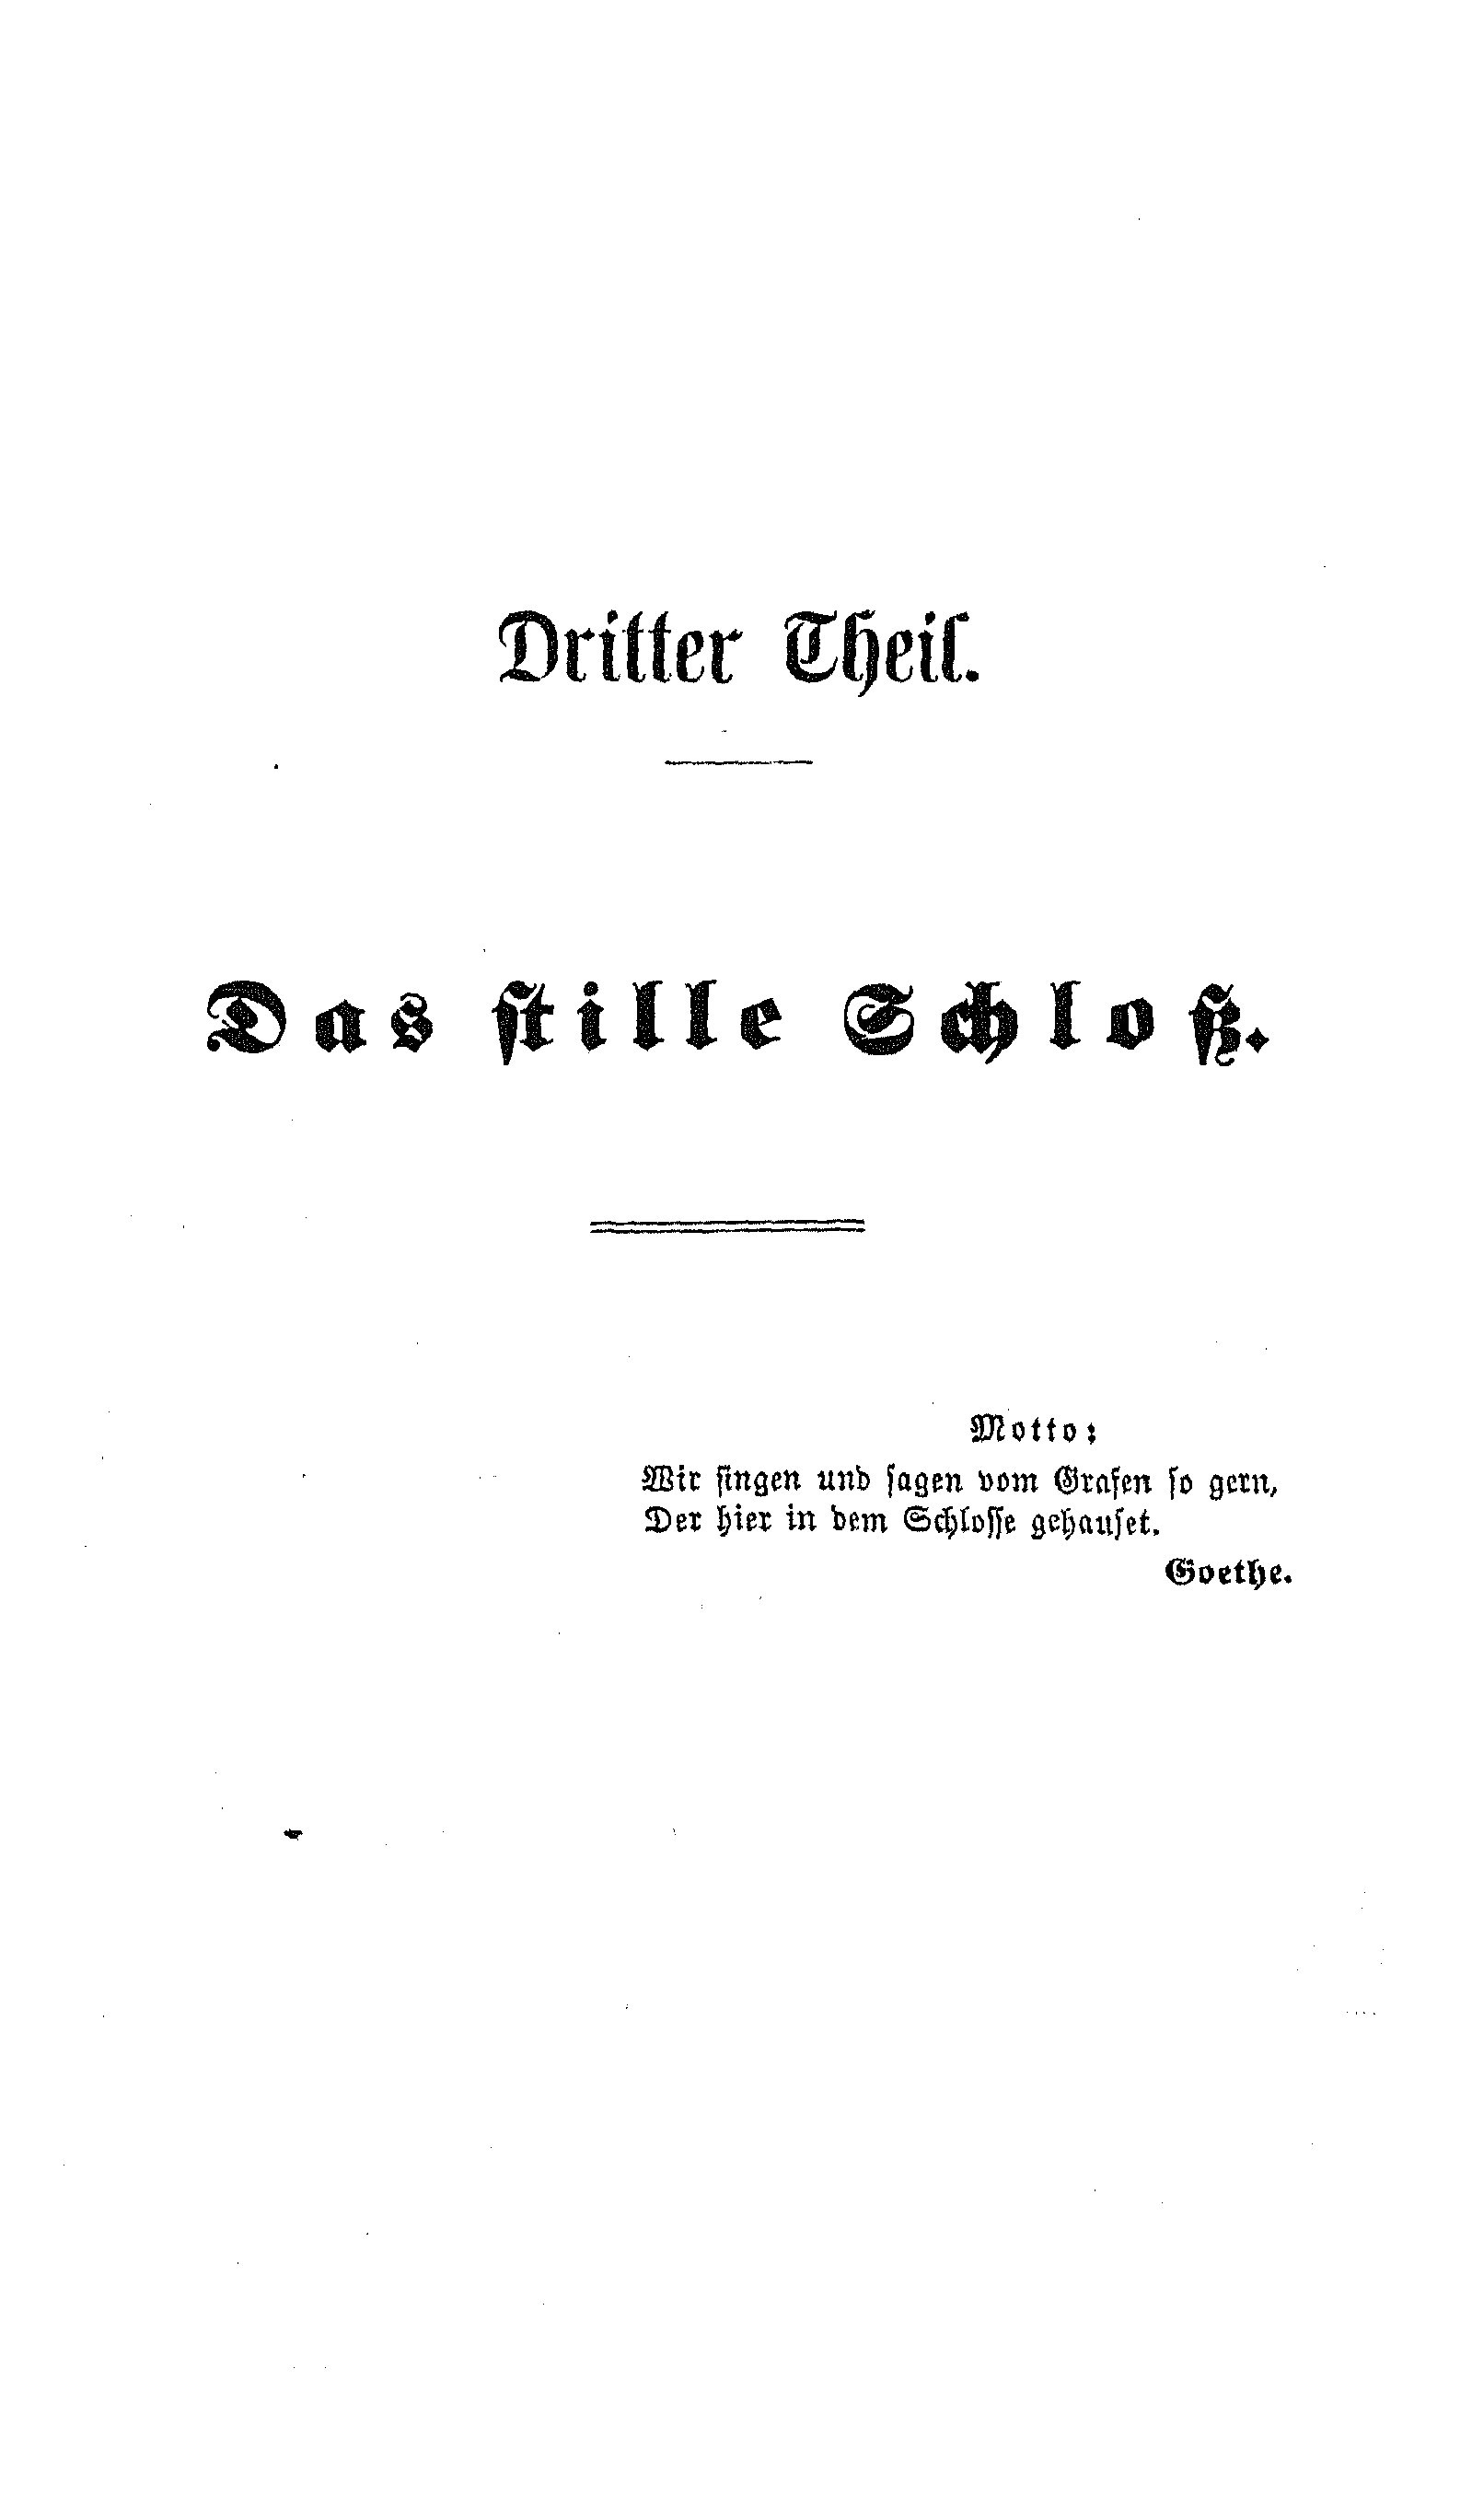 Dritter Theil.
Das ſtille Schloß.
Motto:
Wir ſingen und ſagen vom Grafen ſo gern,
Der hier in dem Schloſſe gehauſet.
Goethe.